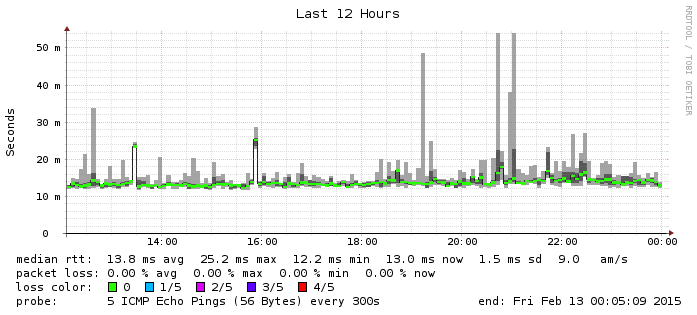 Last 12 Hours
RRDTOOL / TOBI OETIKER
Seconds
50 m
40 m
30 m
20 m
10 m
0
14:00 16:00 18:00 20:00 22:00 00:00
median rtt: 13.8 ms avg 25.2 ms max 12.2 ms min 13.0 ms now 1.5 ms sd 9.0 am/s
packet loss: 0.00 % avg 0.00 % max 0.00 % min 0.00 % now
loss color: 0 1/5 2/5 3/5 4/5
probe: 5 ICMP Echo Pings (56 Bytes) every 300s end: Fri Feb 13 00:05:09 2015